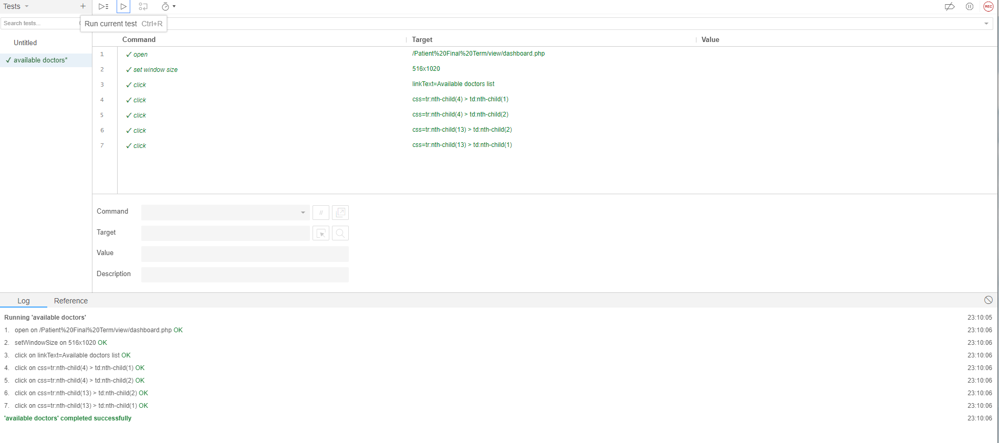 Tests
REC
Search tests...
Run current test Ctrl+R
Untitled
✓ available doctors*
Command Target Value
1 ✓ open /Patient%20Final%20Term/view/dashboard.php
2 ✓ set window size 516x1020
3 ✓ click linkText=Available doctors list
4 ✓ click css=tr:nth-child(4) > td:nth-child(1)
5 ✓ click css=tr:nth-child(4) > td:nth-child(2)
6 ✓ click css=tr:nth-child(13) > td:nth-child(2)
7 ✓ click css=tr:nth-child(13) > td:nth-child(1)
Command //
Target
Value
Description
Log Reference
Running 'available doctors' 23:10:05
1. open on /Patient%20Final%20Term/view/dashboard.php OK 23:10:06
2. setWindowSize on 516x1020 OK 23:10:06
3. click on linkText=Available doctors list OK 23:10:06
4. click on css=tr:nth-child(4) > td:nth-child(1) OK 23:10:06
5. click on css=tr:nth-child(4) > td:nth-child(2) OK 23:10:06
6. click on css=tr:nth-child(13) > td:nth-child(2) OK 23:10:06
7. click on css=tr:nth-child(13) > td:nth-child(1) OK 23:10:06
'available doctors' completed successfully 23:10:06